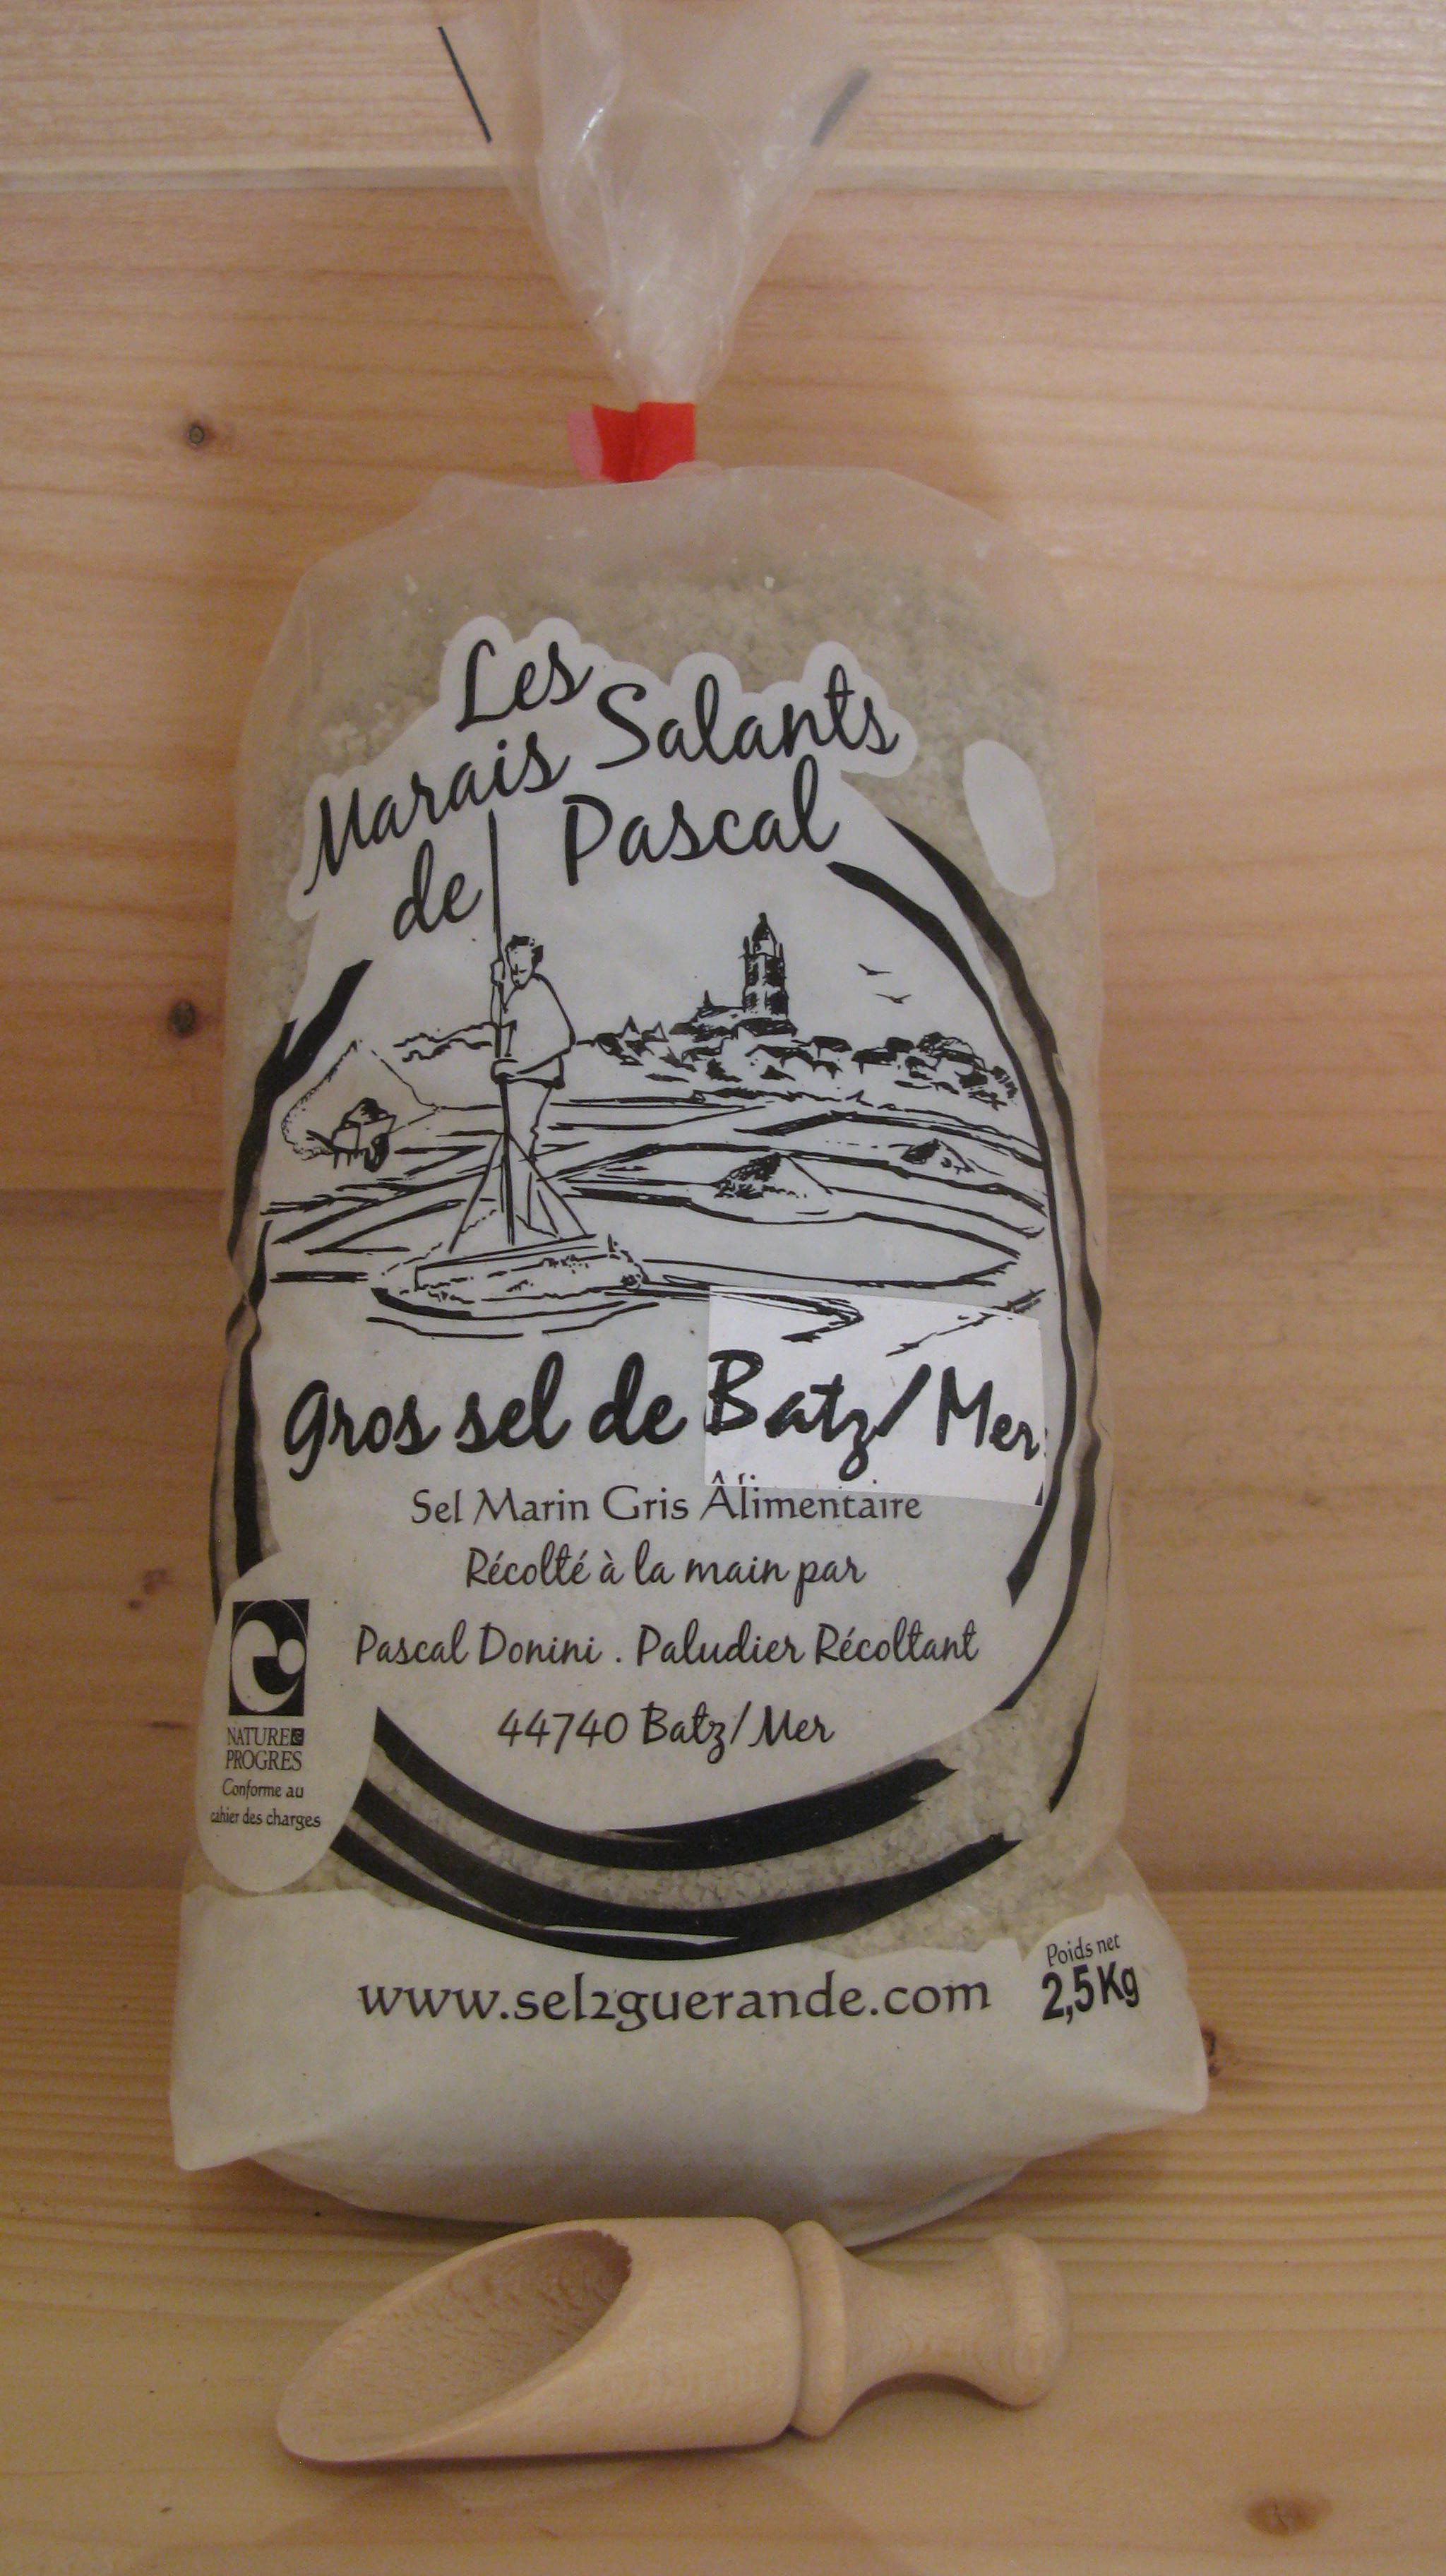 Les
Marais Salants
de Pascal
Gros sel de Batz/Mer
Sel Marin Gris Alimentaire
Récolté à la main par
Pascal Donini . Paludier Récoltant
44740 Batz/Mer
NATURE &
PROGRES
Conforme au
cahier des charges
www.sel2guerande.com
Poids net
2,5 Kg